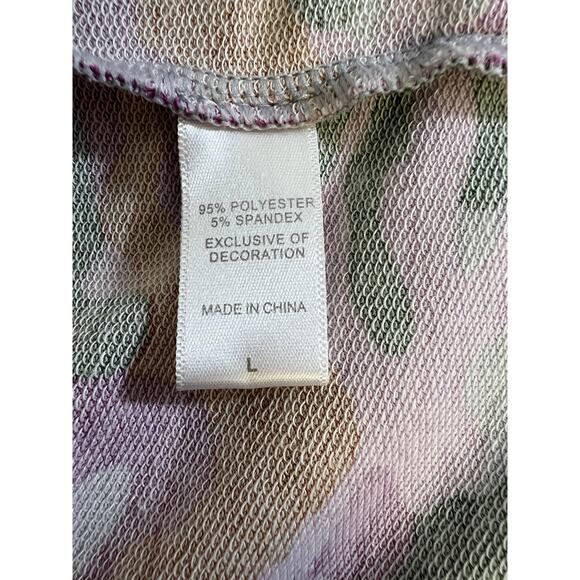 95% POLYESTER
5% SPANDEX
EXCLUSIVE OF
DECORATION
MADE IN CHINA
L